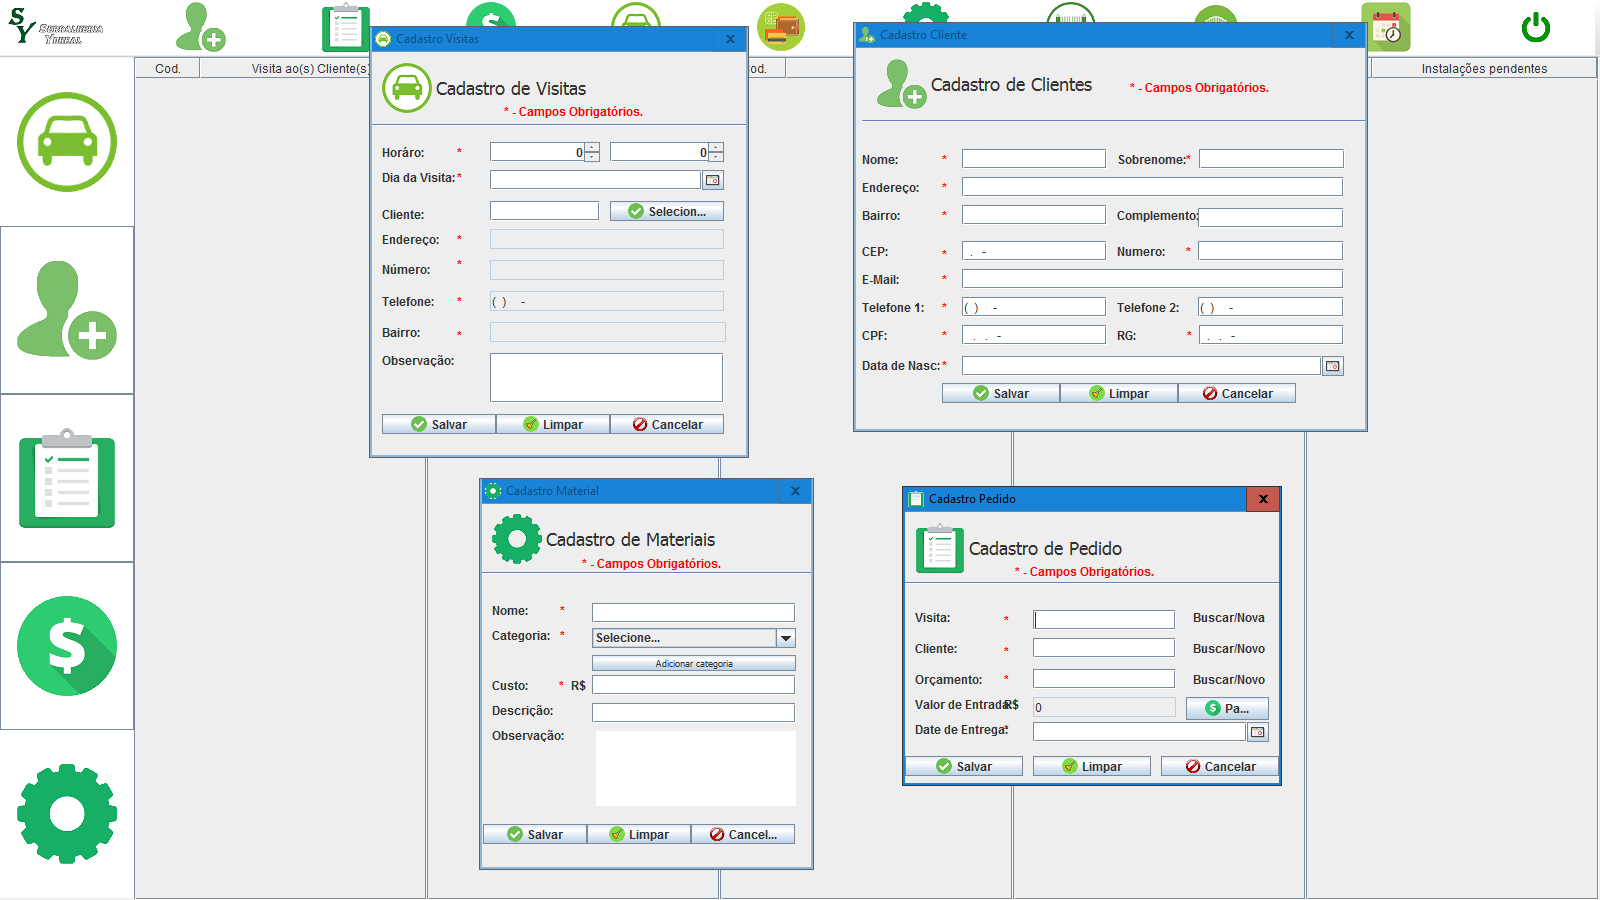 SY SERRALHERIA
Cod.
Visita ao(s) Cliente(s)
od.
Instalações pendentes
Cadastro Visitas
x
Cadastro de Visitas
* - Campos Obrigatórios.
Horáro: * 0 0
Dia da Visita:*
Cliente: Selecion...
Endereço: *
Número: *
Telefone: * ( ) -
Bairro: *
Observação:
Salvar Limpar Cancelar
Cadastro Cliente
x
Cadastro de Clientes
* - Campos Obrigatórios.
Nome: * Sobrenome:*
Endereço: *
Bairro: * Complemento:
CEP: * . - Numero: *
E-Mail: *
Telefone 1: * ( ) - Telefone 2: ( ) -
CPF: * . . - RG: * . . -
Data de Nasc:*
Salvar Limpar Cancelar
Cadastro Material
x
Cadastro de Materiais
* - Campos Obrigatórios.
Nome: *
Categoria: * Selecione...
Adicionar categoria
Custo: * R$
Descrição:
Observação:
Salvar Limpar Cancel...
Cadastro Pedido
x
Cadastro de Pedido
* - Campos Obrigatórios.
Visita: * Buscar/Nova
Cliente: * Buscar/Novo
Orçamento: * Buscar/Novo
Valor de Entrada R$ 0 Pa...
Date de Entrega:*
Salvar Limpar Cancelar